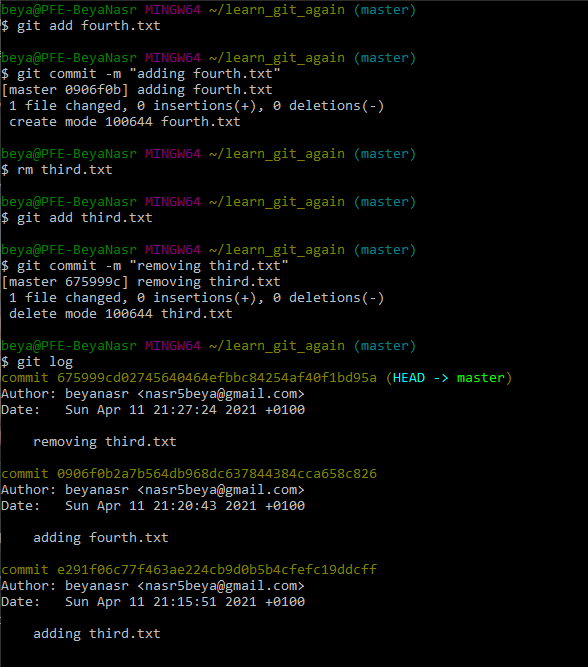 beya@PFE-BeyaNasr MINGW64 ~/learn_git_again (master)
$ git add fourth.txt
beya@PFE-BeyaNasr MINGW64 ~/learn_git_again (master)
$ git commit -m "adding fourth.txt"
[master 0906f0b] adding fourth.txt
 1 file changed, 0 insertions(+), 0 deletions(-)
 create mode 100644 fourth.txt
beya@PFE-BeyaNasr MINGW64 ~/learn_git_again (master)
$ rm third.txt
beya@PFE-BeyaNasr MINGW64 ~/learn_git_again (master)
$ git add third.txt
beya@PFE-BeyaNasr MINGW64 ~/learn_git_again (master)
$ git commit -m "removing third.txt"
[master 675999c] removing third.txt
 1 file changed, 0 insertions(+), 0 deletions(-)
 delete mode 100644 third.txt
beya@PFE-BeyaNasr MINGW64 ~/learn_git_again (master)
$ git log
commit 675999cd02745640464efbbc84254af40f1bd95a (HEAD -> master)
Author: beyanasr <nasr5beya@gmail.com>
Date:   Sun Apr 11 21:27:24 2021 +0100
    removing third.txt
commit 0906f0b2a7b564db968dc637844384cca658c826
Author: beyanasr <nasr5beya@gmail.com>
Date:   Sun Apr 11 21:20:43 2021 +0100
    adding fourth.txt
commit e291f06c77f463ae224cb9d0b5b4cfefc19ddcff
Author: beyanasr <nasr5beya@gmail.com>
Date:   Sun Apr 11 21:15:51 2021 +0100
    adding third.txt